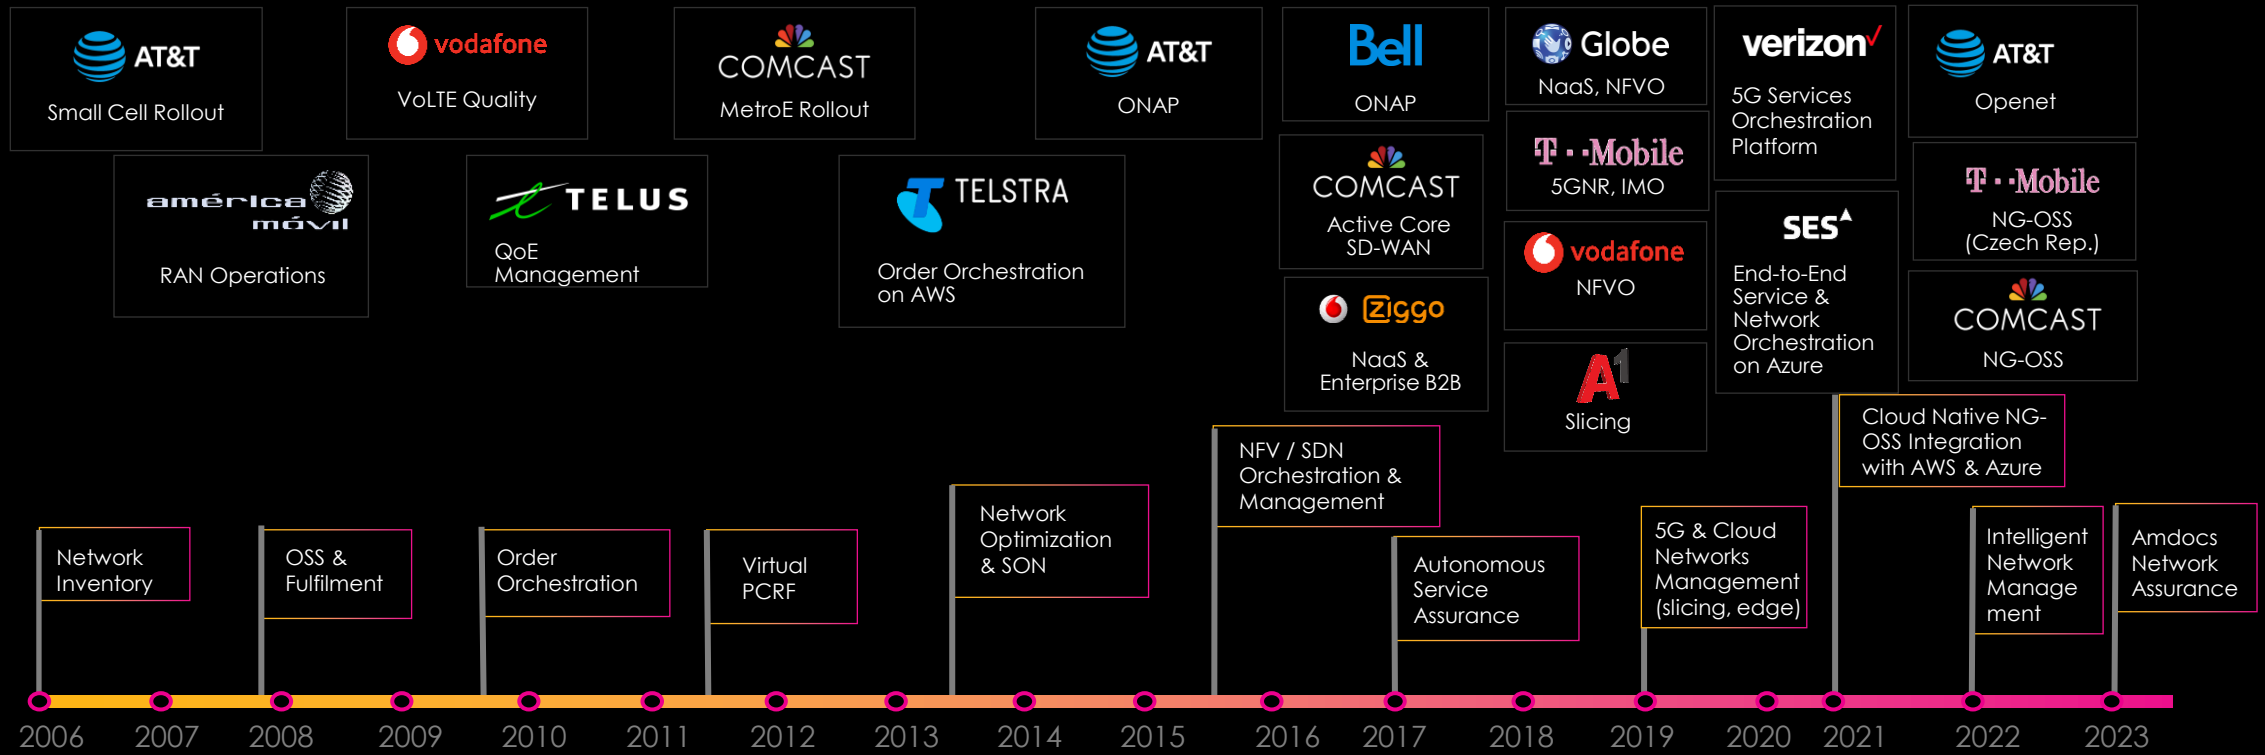 AT&T
Small Cell Rollout
vodafone
VoLTE Quality
COMCAST
MetroE Rollout
AT&T
ONAP
Bell
ONAP
Globe
NaaS, NFVO
verizon✓
5G Services
Orchestration
Platform
AT&T
Openet
américa
móvil
RAN Operations
TELUS
QoE
Management
TELSTRA
Order Orchestration
on AWS
COMCAST
Active Core
SD-WAN
T··Mobile
5GNR, IMO
SES
End-to-End
Service &
Network
Orchestration
on Azure
T··Mobile
NG-OSS
(Czech Rep.)
ziggo
NaaS &
Enterprise B2B
vodafone
NFVO
A1
Slicing
COMCAST
NG-OSS
Network
Inventory
OSS &
Fulfilment
Order
Orchestration
Virtual
PCRF
Network
Optimization
& SON
NFV / SDN
Orchestration &
Management
Autonomous
Service
Assurance
5G & Cloud
Networks
Management
(slicing, edge)
Cloud Native NG-
OSS Integration
with AWS & Azure
Intelligent
Network
Manage
ment
Amdocs
Network
Assurance
2006
2007
2008
2009
2010
2011
2012
2013
2014
2015
2016
2017
2018
2019
2020
2021
2022
2023